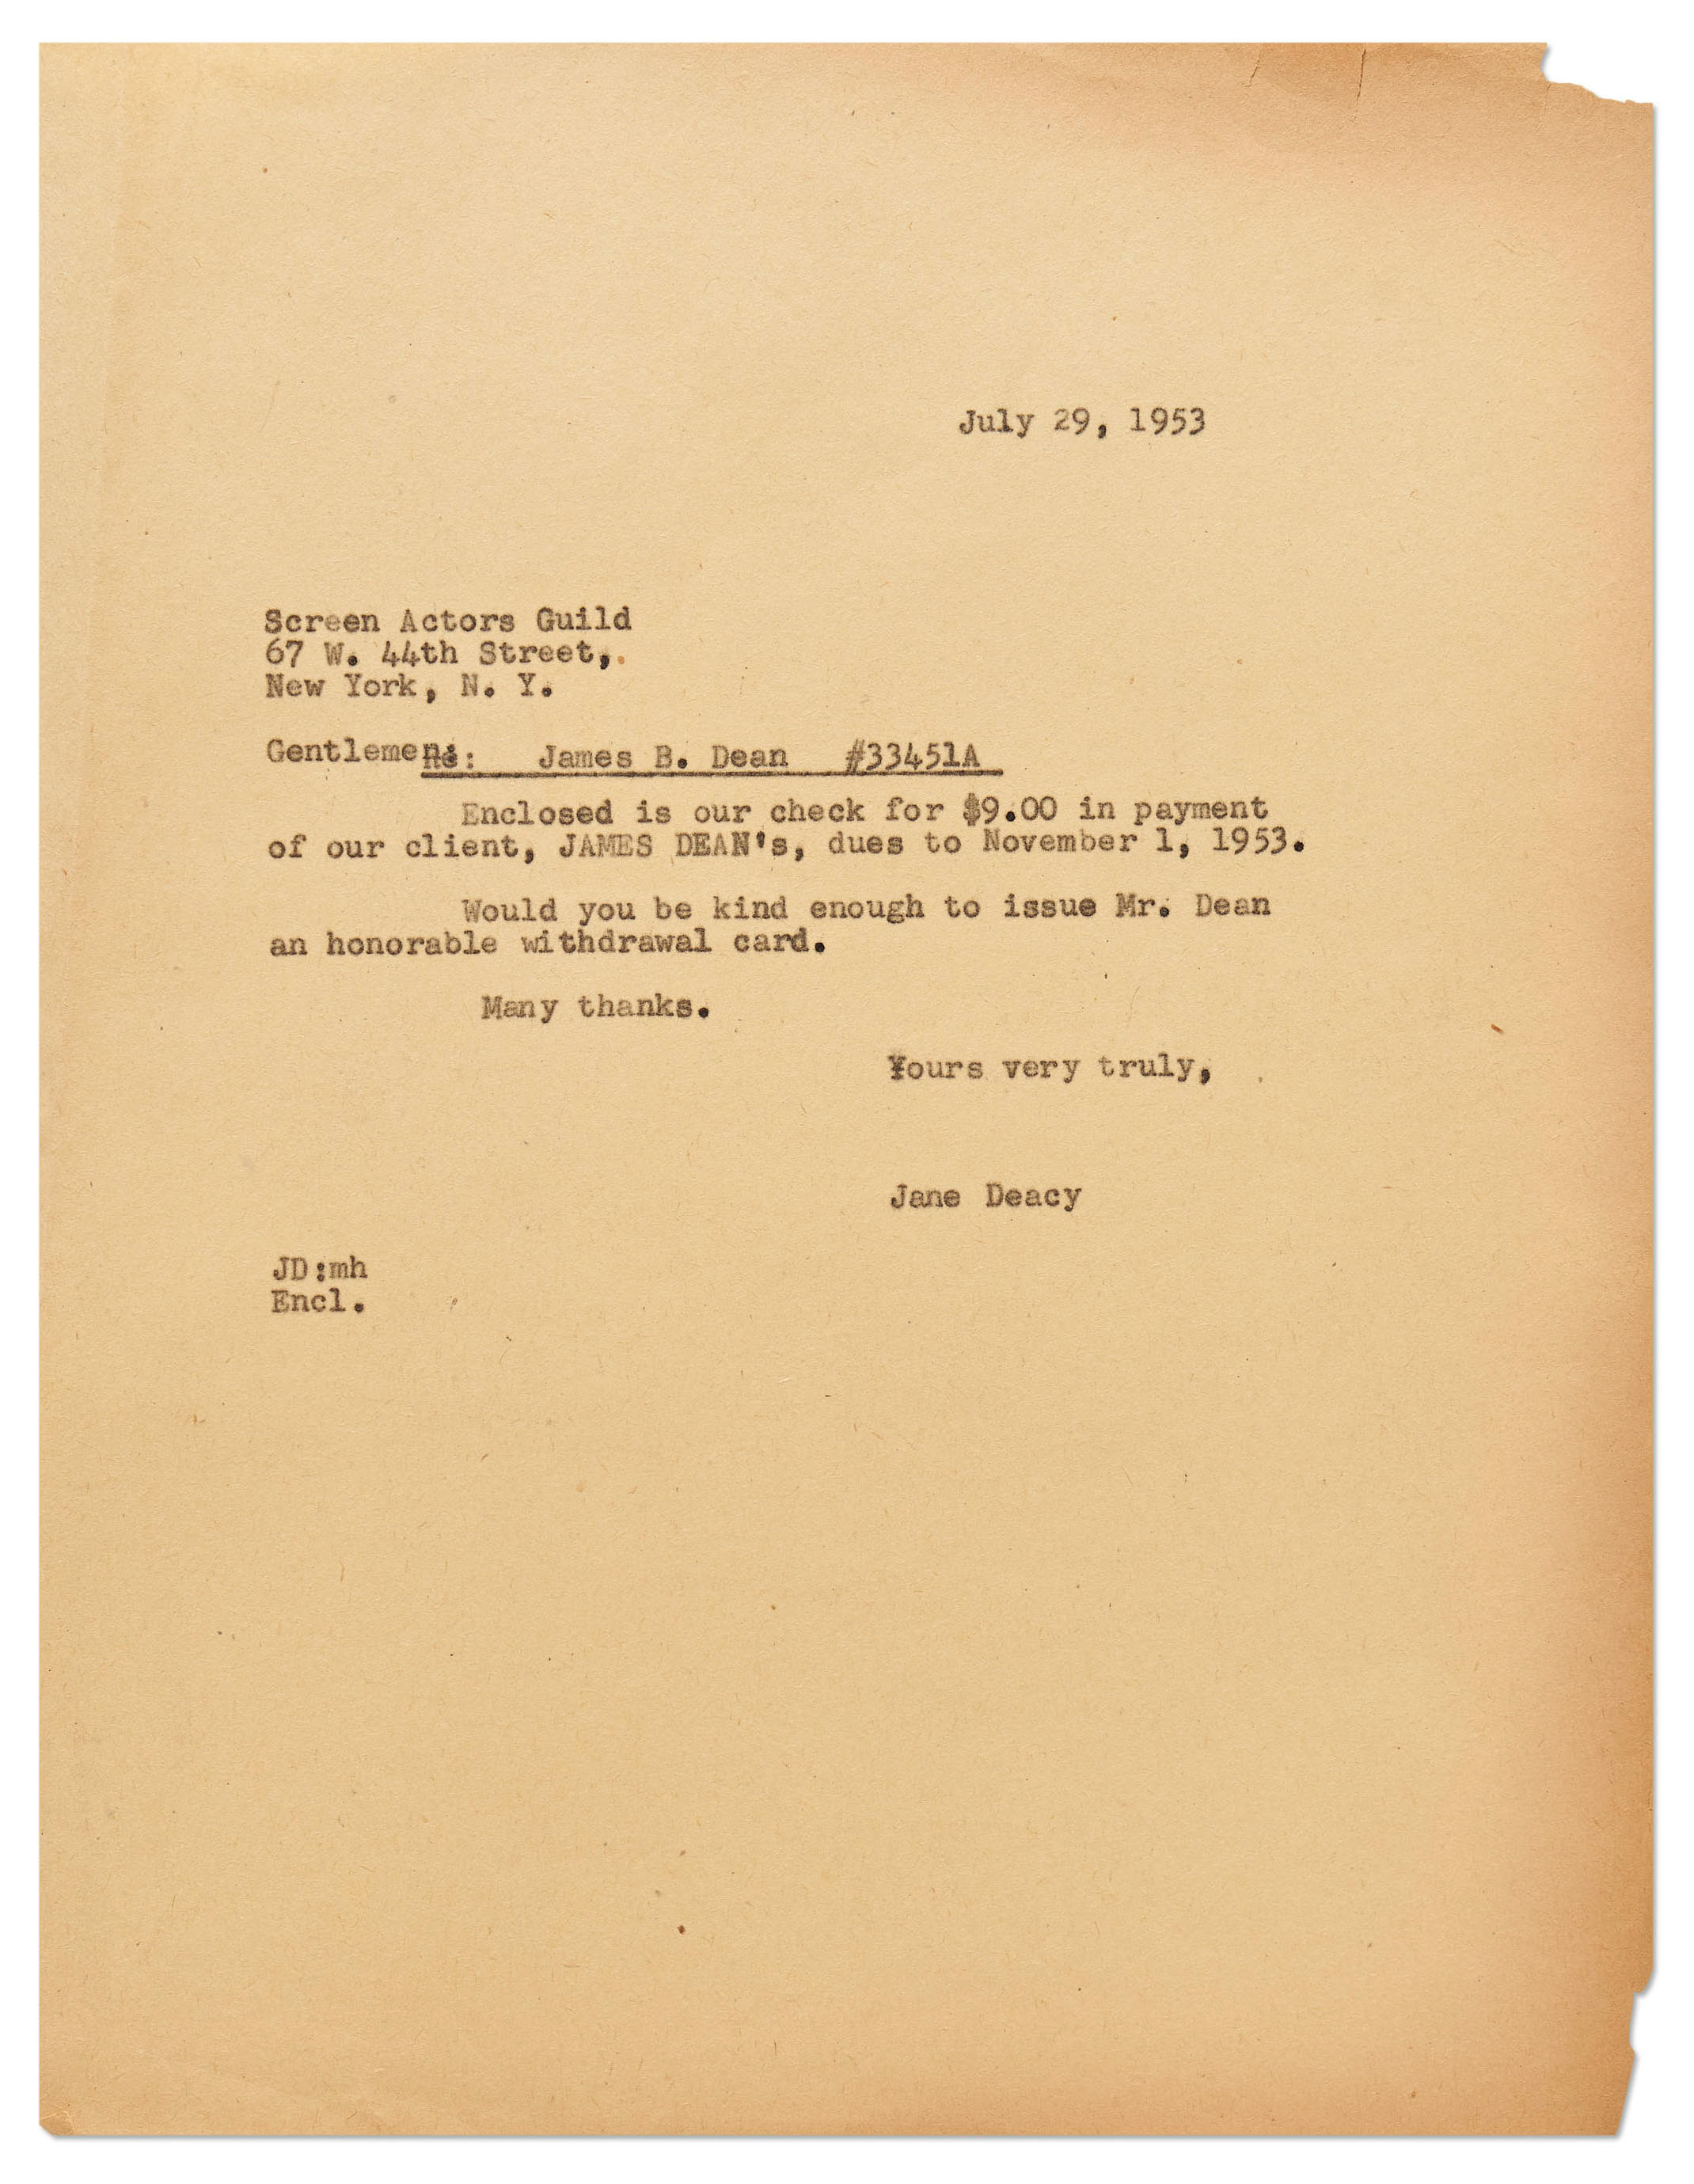 July 29, 1953
Screen Actors Guild
67 W. 44th Street,
New York, N. Y.
Gentlemen:
Re: James B. Dean #33451A
Enclosed is our check for $9.00 in payment
of our client, JAMES DEAN's, dues to November 1, 1953.
Would you be kind enough to issue Mr. Dean
an honorable withdrawal card.
Many thanks.
Yours very truly,
Jane Deacy
JD:mh
Encl.